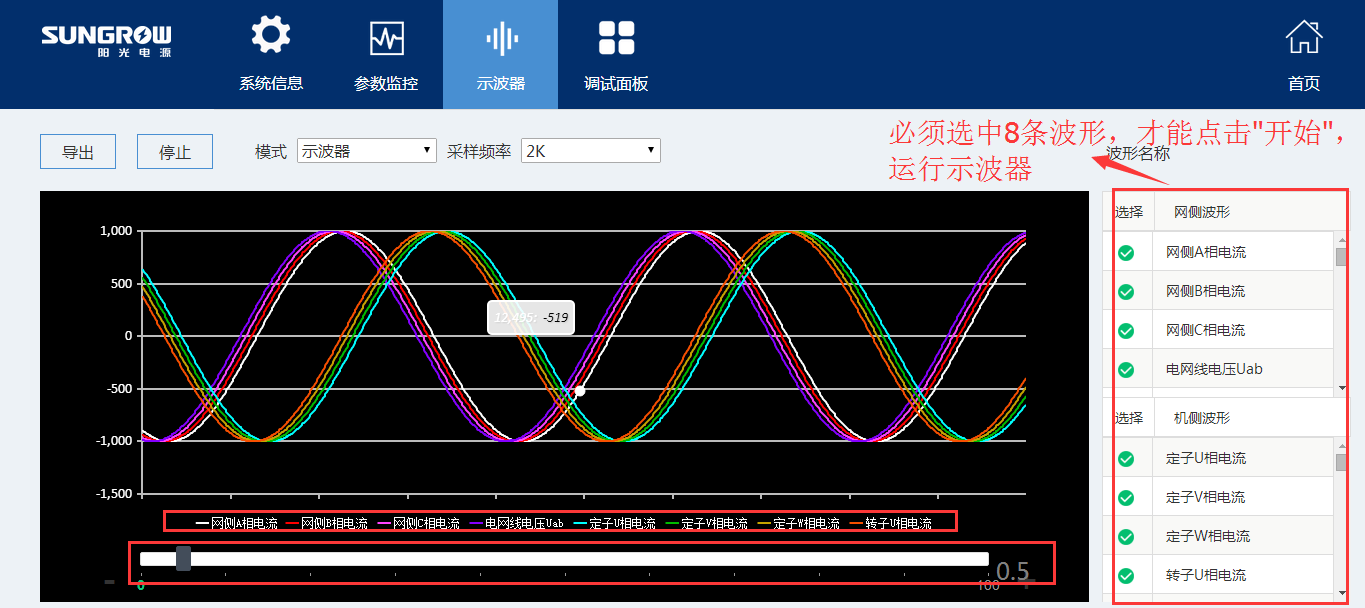 SUNGROW
阳光电源
系统信息
参数监控
示波器
调试面板
首页
导出
停止
模式
示波器
采样频率
2K
必须选中8条波形，才能点击"开始"，
运行示波器
波形名称
1,000
500
0
-500
-1,000
-1,500
12,495: -519
网侧A相电流
网侧B相电流
网侧C相电流
电网线电压Uab
定子U相电流
定子V相电流
定子W相电流
转子U相电流
0
100
0.5
选择
网侧波形
网侧A相电流
网侧B相电流
网侧C相电流
电网线电压Uab
选择
机侧波形
定子U相电流
定子V相电流
定子W相电流
转子U相电流